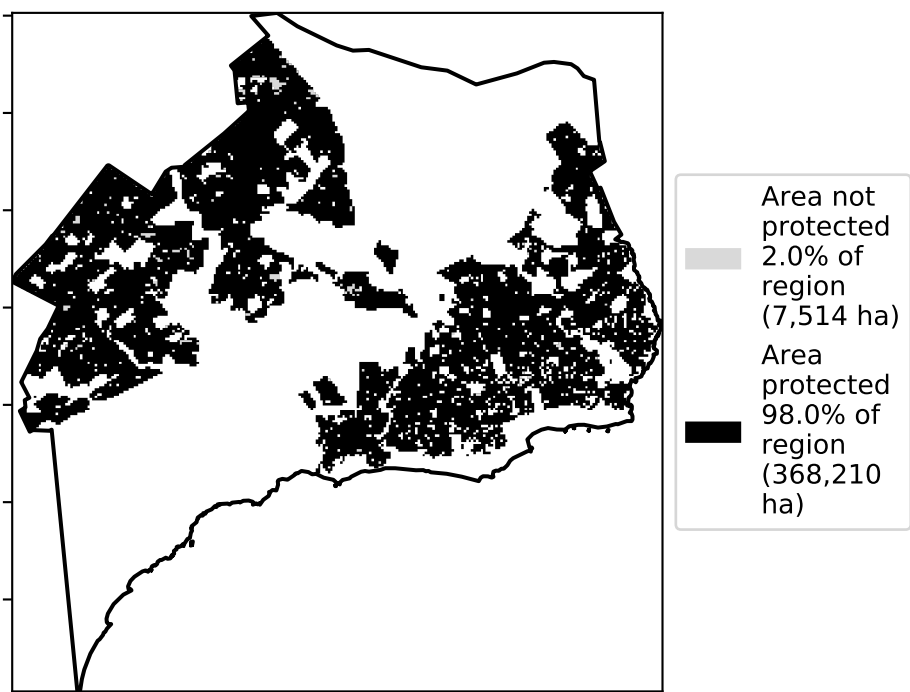 Area not
protected
2.0% of
region
(7,514 ha)
Area
protected
98.0% of
region
(368,210
ha)